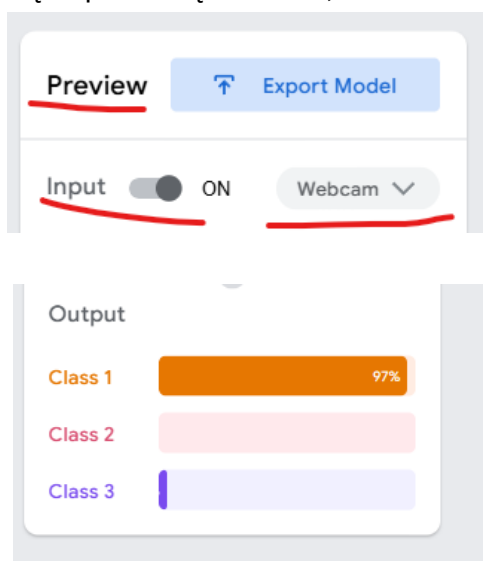 Preview
Export Model
Input ON Webcam
Output
Class 1 97%
Class 2
Class 3